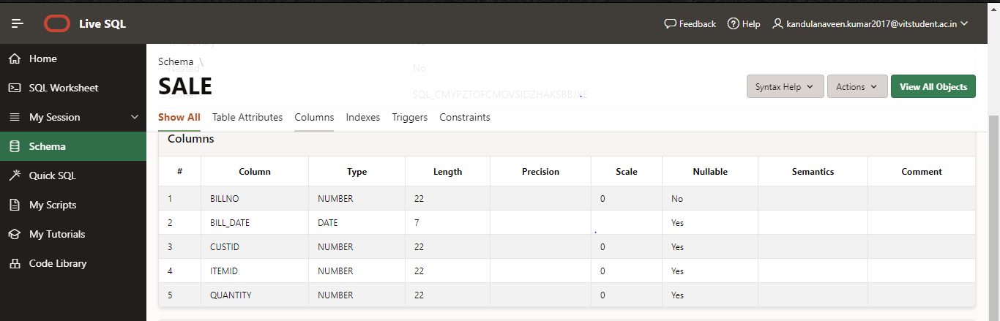 Live SQL
Feedback
Help
kandulanaveen.kumar2017@vitstudent.ac.in
Home
SQL Worksheet
My Session
Schema
Quick SQL
My Scripts
My Tutorials
Code Library
Temporary No
Schema \
Nested No
SALE
Owner SQL_CMYPZTOFCMOVSIDZHAKSBBJXE
Syntax Help
Actions
View All Objects
Show All Table Attributes Columns Indexes Triggers Constraints
Columns
# Column Type Length Precision Scale Nullable Semantics Comment
1 BILLNO NUMBER 22 0 No
2 BILL_DATE DATE 7 Yes
3 CUSTID NUMBER 22 0 Yes
4 ITEMID NUMBER 22 0 Yes
5 QUANTITY NUMBER 22 0 Yes